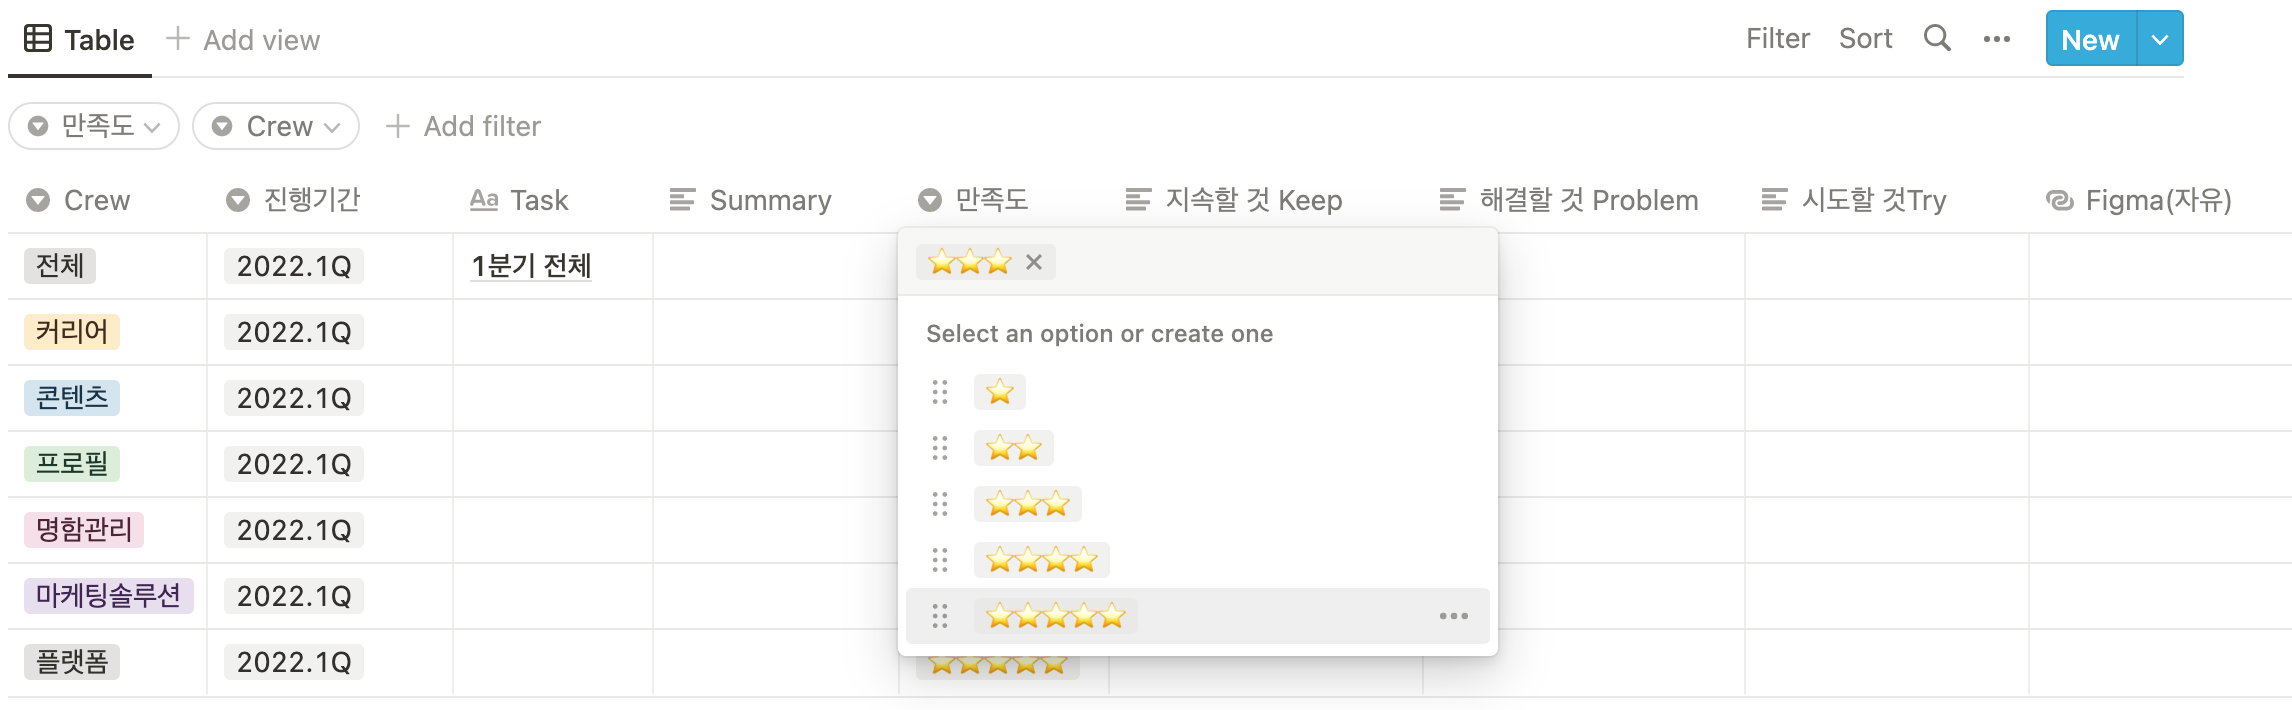 Table + Add view Filter Sort ••• New
만족도 Crew + Add filter
Crew 진행기간 Aa Task Summary 만족도 지속할 것 Keep 해결할 것 Problem 시도할 것Try Figma(자유)
전체 2022.1Q 1분기 전체 ⭐⭐⭐ ×
커리어 2022.1Q Select an option or create one
콘텐츠 2022.1Q ⭐
⭐⭐
프로필 2022.1Q
명함관리 2022.1Q ⭐⭐⭐
⭐⭐⭐⭐
마케팅솔루션 2022.1Q ⭐⭐⭐⭐⭐ •••
플랫폼 2022.1Q ⭐⭐⭐⭐⭐